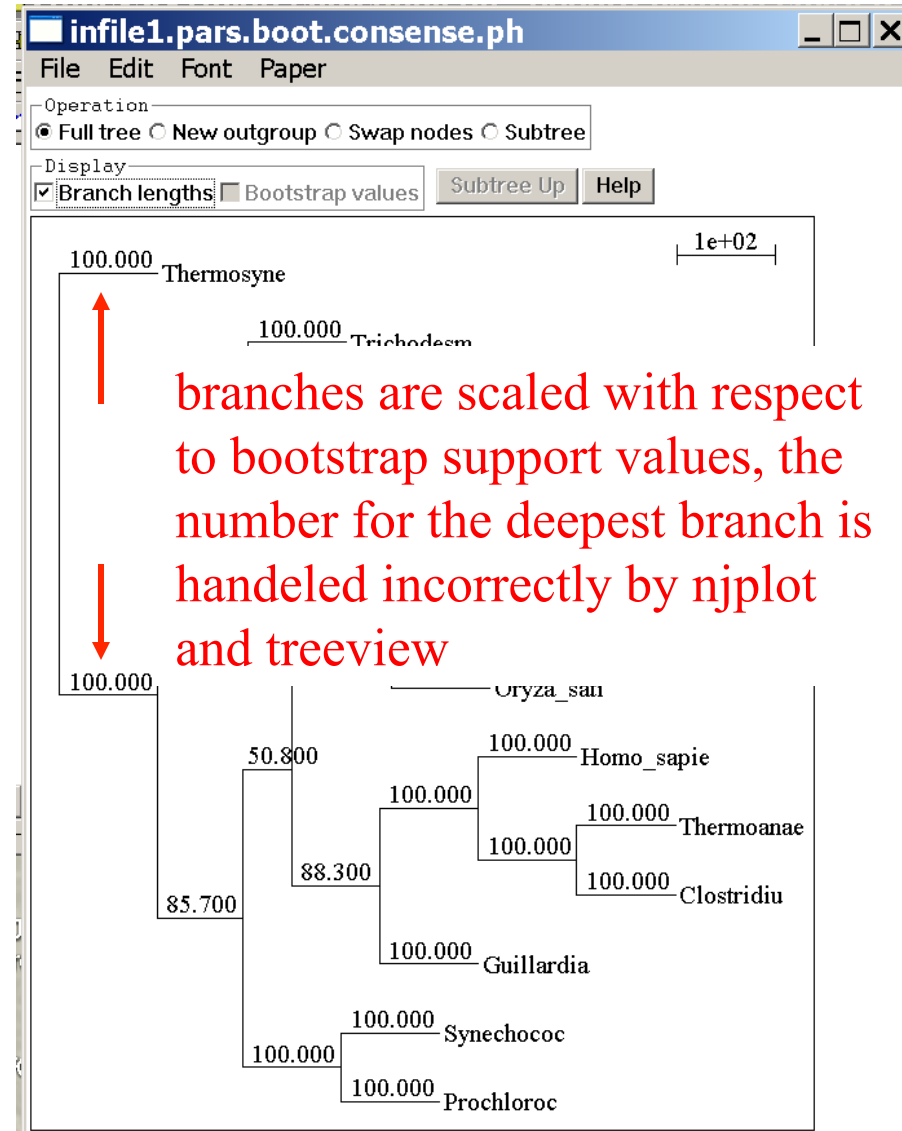 infile1.pars.boot.consense.ph
File Edit Font Paper
Operation
Full tree New outgroup Swap nodes Subtree
Display
Branch lengths Bootstrap values Subtree Up Help
1e+02
100.000 Thermosyne
100.000 Trichodesm
branches are scaled with respect
to bootstrap support values, the
number for the deepest branch is
handeled incorrectly by njplot
and treeview
100.000
Oryza_sati
50.800
100.000 Homo_sapie
100.000
100.000 Thermoanae
100.000
88.300
100.000 Clostridiu
85.700
100.000 Guillardia
100.000 Synechococ
100.000
100.000 Prochloroc